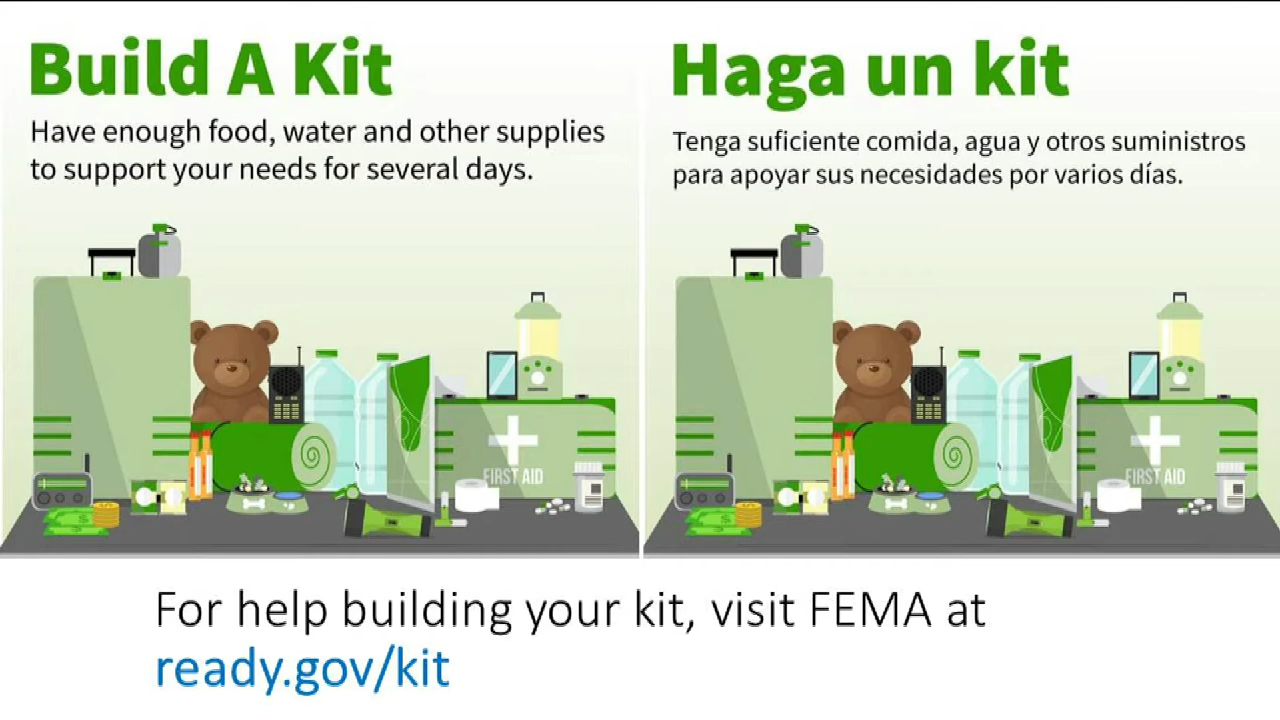 Build A Kit
Have enough food, water and other supplies
to support your needs for several days.
FIRST AID
Haga un kit
Tenga suficiente comida, agua y otros suministros
para apoyar sus necesidades por varios días.
FIRST AID
For help building your kit, visit FEMA at
ready.gov/kit